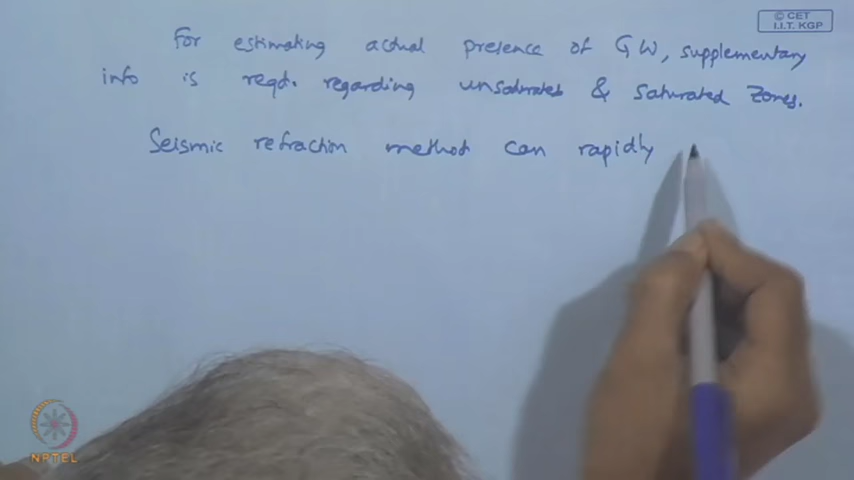 © CET
I.I.T. KGP
For estimating actual presence of GW, supplementary
info is reqd. regarding unsaturated & saturated zones.
Seismic refraction method can rapidly
NPTEL